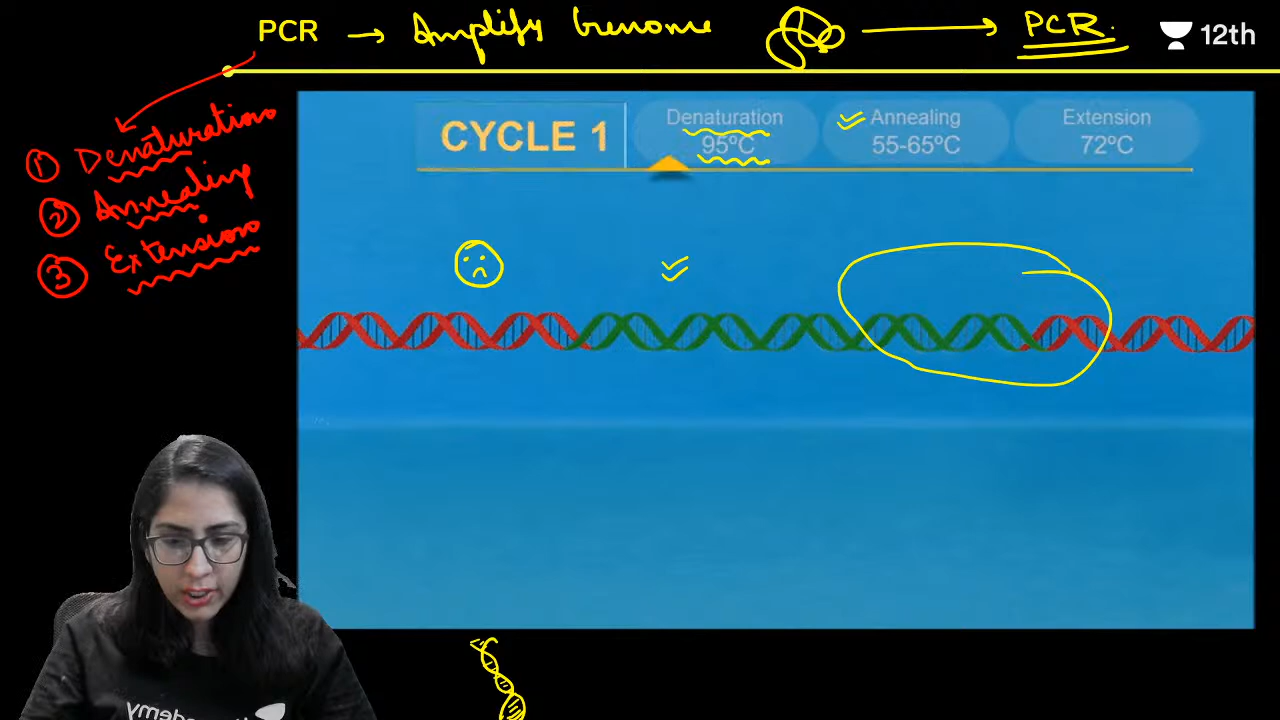 PCR → Amplify Genome → PCR.
12th
① Denaturation
② Annealing
③ Extension
CYCLE 1
Denaturation
95°C
Annealing
55-65°C
Extension
72°C